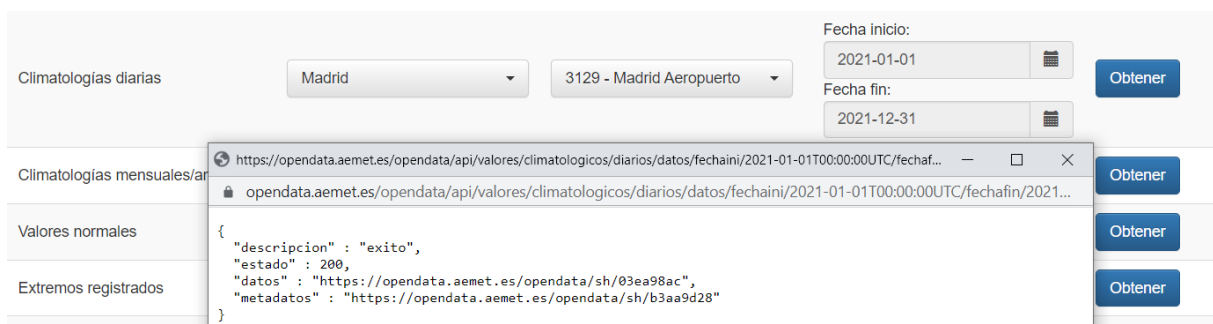 Fecha inicio:
2021-01-01
Climatologías diarias
Madrid
3129 - Madrid Aeropuerto
Obtener
Fecha fin:
2021-12-31
https://opendata.aemet.es/opendata/api/valores/climatologicos/diarios/datos/fechaini/2021-01-01T00:00:00UTC/fechaf...
Climatologías mensuales/an
Obtener
opendata.aemet.es/opendata/api/valores/climatologicos/diarios/datos/fechaini/2021-01-01T00:00:00UTC/fechafin/2021...
Valores normales
Obtener
{
"descripcion" : "exito",
"estado" : 200,
"datos" : "https://opendata.aemet.es/opendata/sh/03ea98ac",
"metadatos" : "https://opendata.aemet.es/opendata/sh/b3aa9d28"
}
Extremos registrados
Obtener